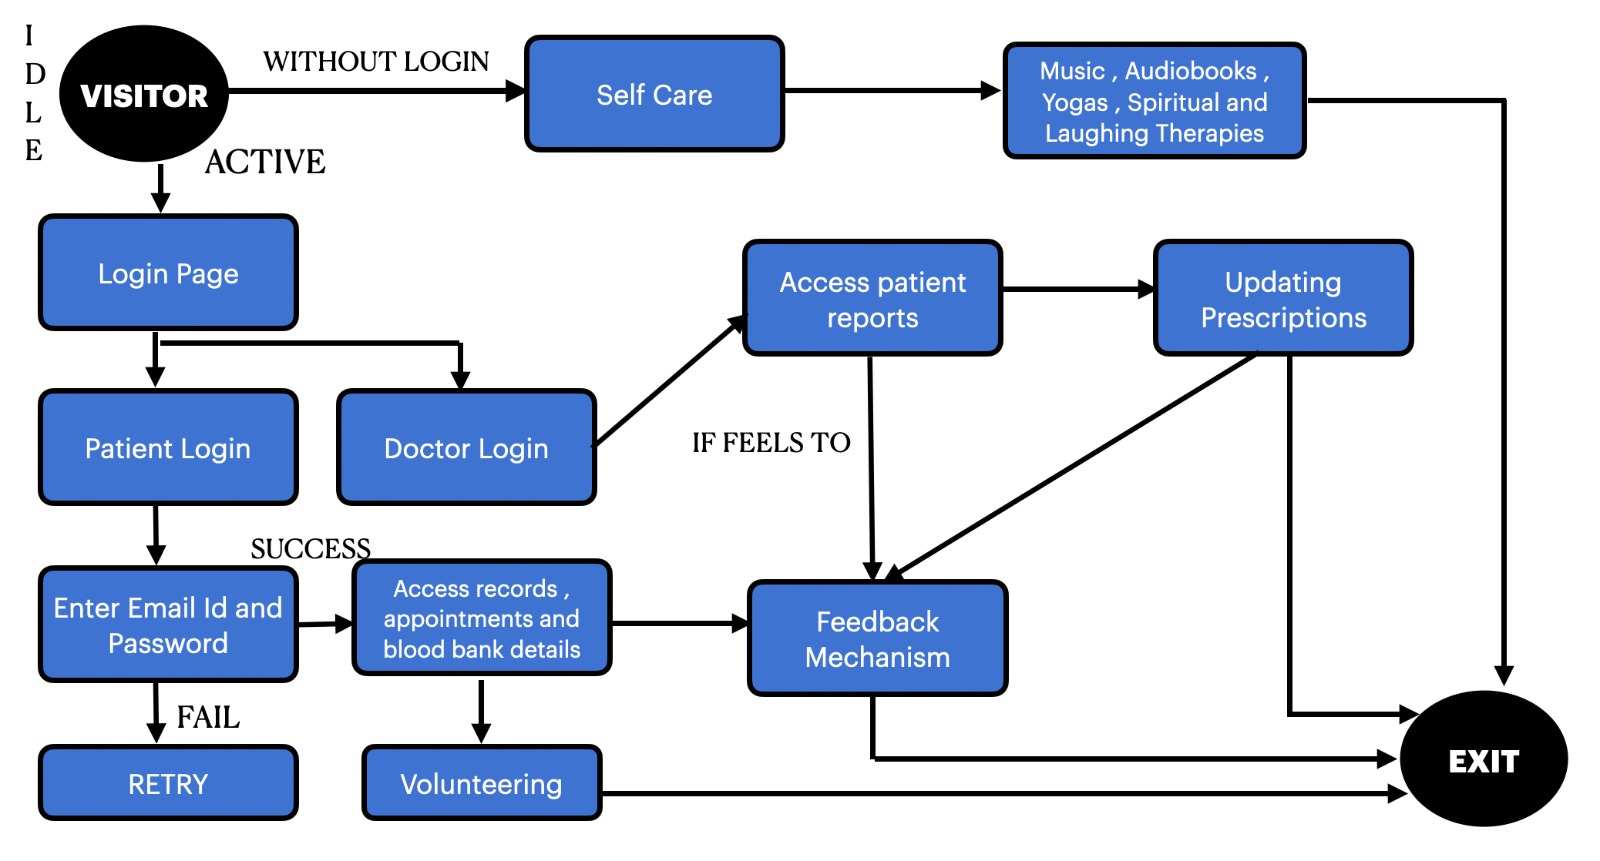 I
D
L
E
VISITOR
WITHOUT LOGIN
Self Care
Music , Audiobooks ,
Yogas , Spiritual and
Laughing Therapies
ACTIVE
Login Page
Access patient
reports
Updating
Prescriptions
Patient Login
Doctor Login
IF FEELS TO
SUCCESS
Enter Email Id and
Password
Access records ,
appointments and
blood bank details
Feedback
Mechanism
FAIL
RETRY
Volunteering
EXIT